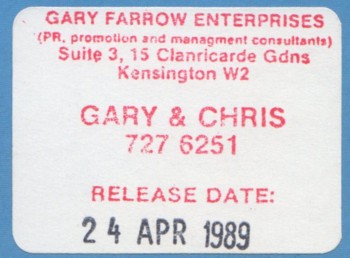 GARY FARROW ENTERPRISES
(PR, promotion and managment consultants)
Suite 3, 15 Clanricarde Gdns
Kensington W2
GARY & CHRIS
727 6251
RELEASE DATE:
24 APR 1989